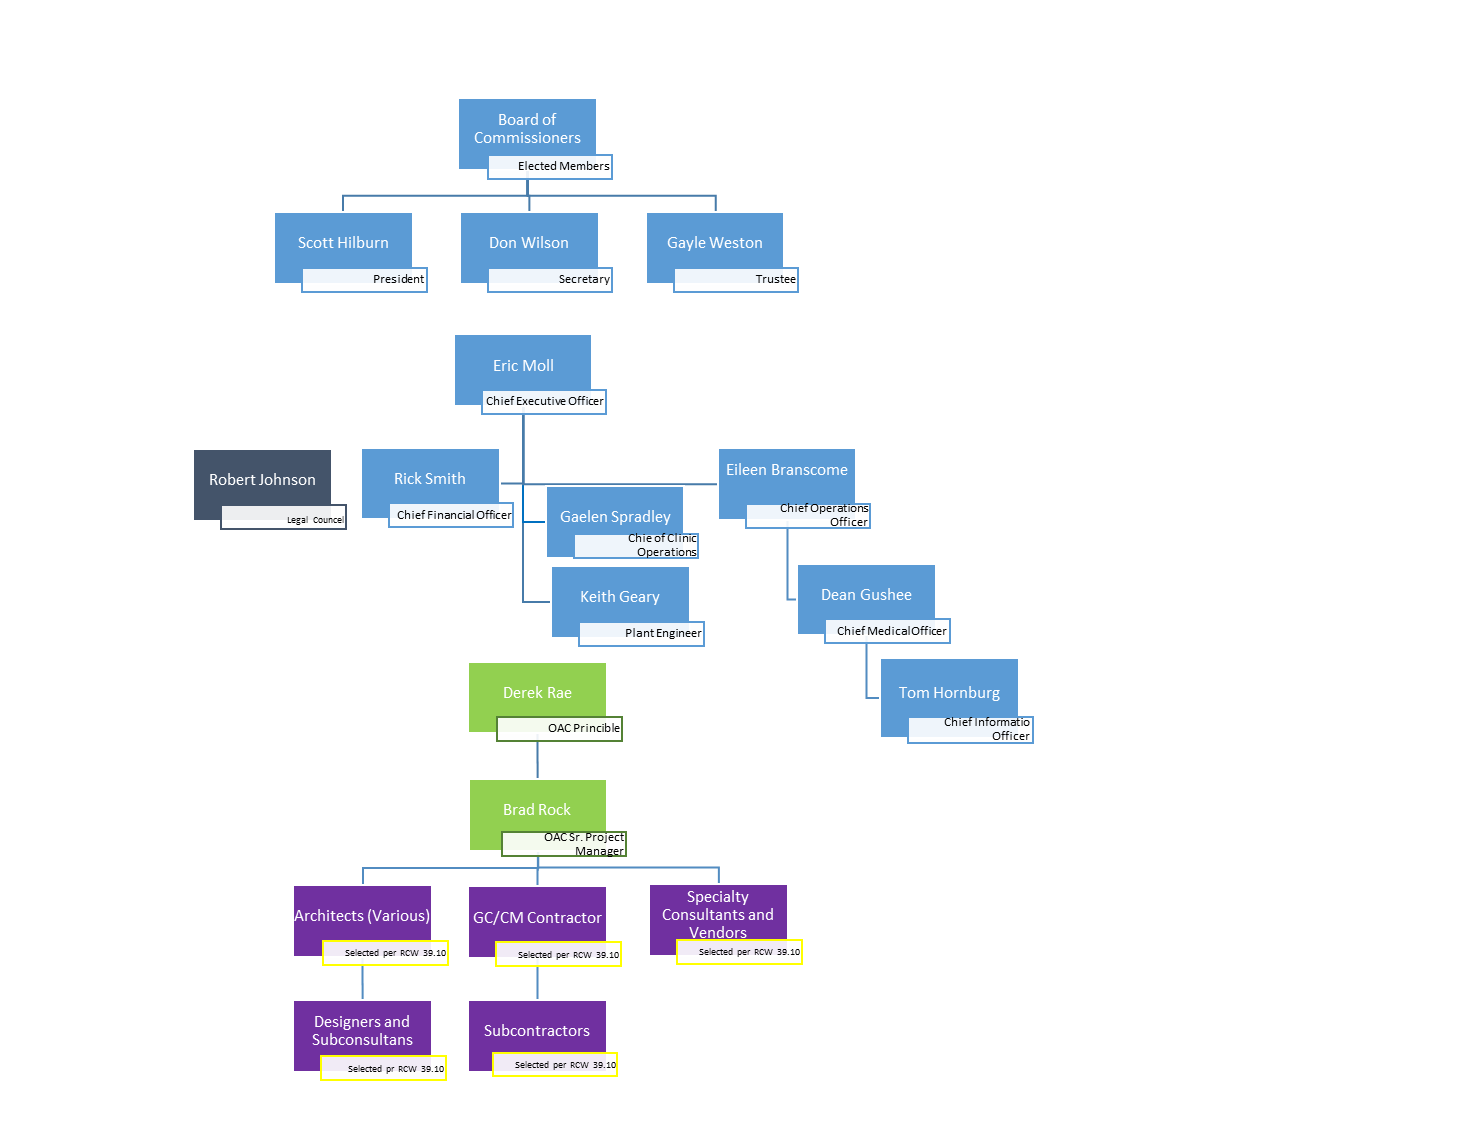 Board of
Commissioners
Elected Members
Scott Hilburn
President
Don Wilson
Secretary
Gayle Weston
Trustee
Eric Moll
Chief Executive Officer
Robert Johnson
Legal Councel
Rick Smith
Chief Financial Officer
Eileen Branscome
Chief Operations
Officer
Gaelen Spradley
Chie of Clinic
Operations
Keith Geary
Plant Engineer
Dean Gushee
Chief Medical Officer
Tom Hornburg
Chief Informatio
Officer
Derek Rae
OAC Princible
Brad Rock
OAC Sr. Project
Manager
Architects (Various)
Selected per RCW 39.10
GC/CM Contractor
Selected per RCW 39.10
Specialty
Consultants and
Vendors
Selected per RCW 39.10
Designers and
Subconsultans
Selected pr RCW 39.10
Subcontractors
Selected per RCW 39.10